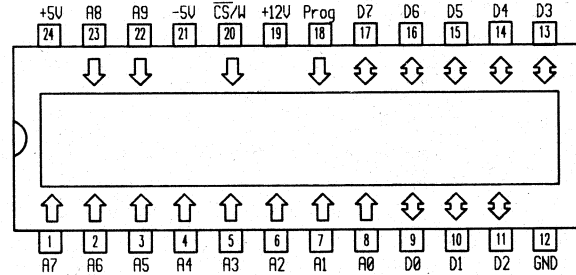 +5V A8 A9 -5V CS/W +12V Prog D7 D6 D5 D4 D3
24 23 22 21 20 19 18 17 16 15 14 13
1 2 3 4 5 6 7 8 9 10 11 12
A7 A6 A5 A4 A3 A2 A1 A0 D0 D1 D2 GND